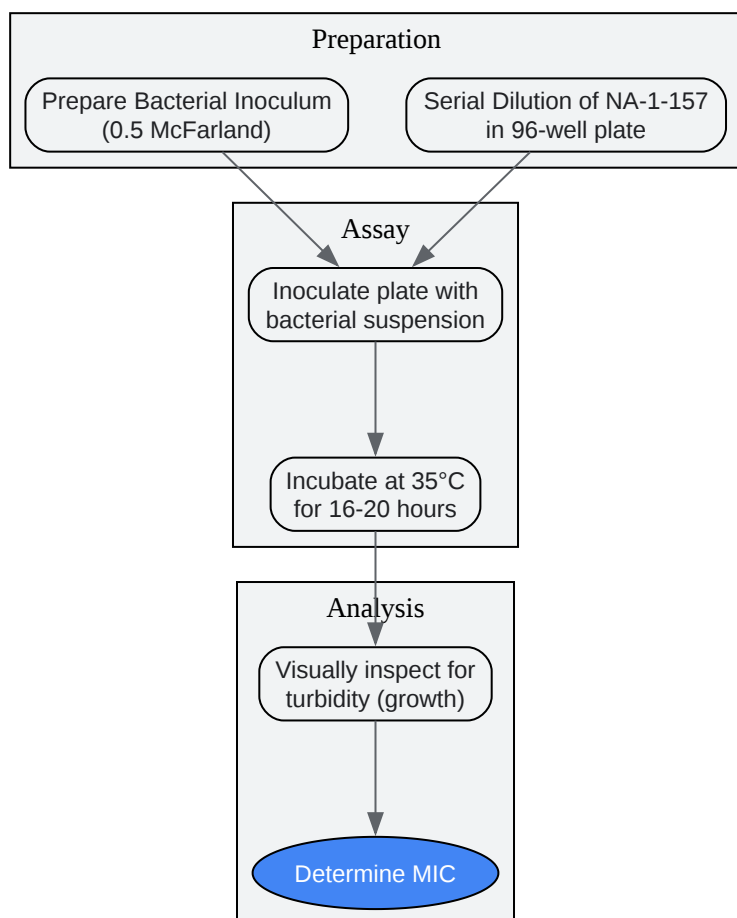 Preparation
Prepare Bacterial Inoculum
(0.5 McFarland)
Serial Dilution of NA-1-157
in 96-well plate
Assay
Inoculate plate with
bacterial suspension
Incubate at 35°C
for 16-20 hours
Analysis
Visually inspect for
turbidity (growth)
Determine MIC